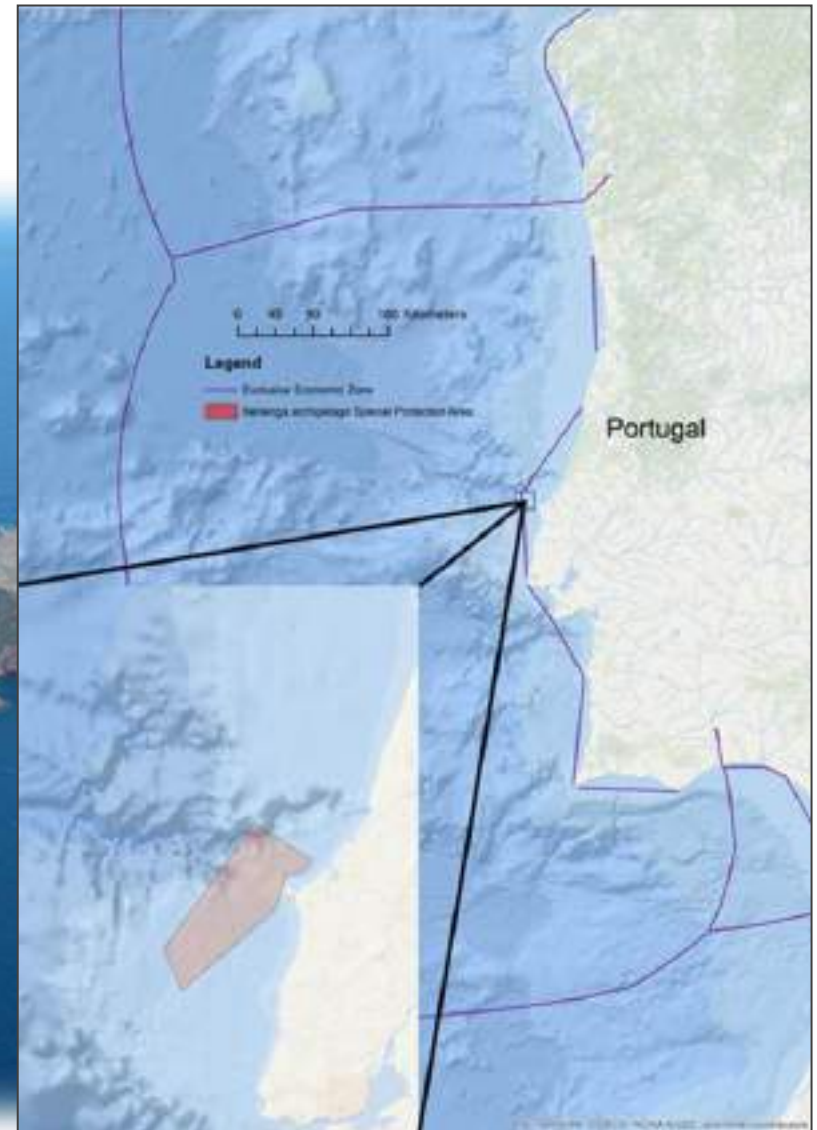 0 40 80 160 Kilometers
Legend
Exclusive Economic Zone
Berlenga archipelago Special Protection Area
Portugal